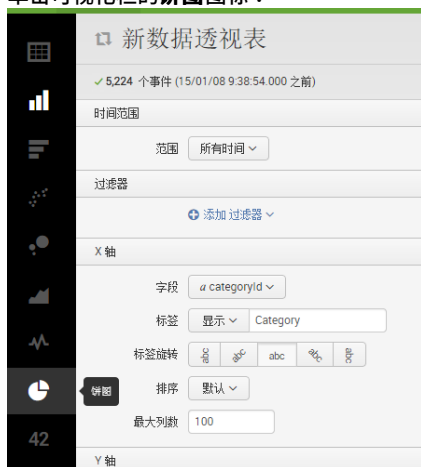 新数据透视表
✓ 5,224 个事件 (15/01/08 9:38:54.000 之前)
时间范围
范围 所有时间
过滤器
添加 过滤器
X 轴
字段 a categoryId
标签 显示 Category
标签旋转 abc abc abc abc abc
饼图 排序 默认
最大列数 100
42
Y 轴